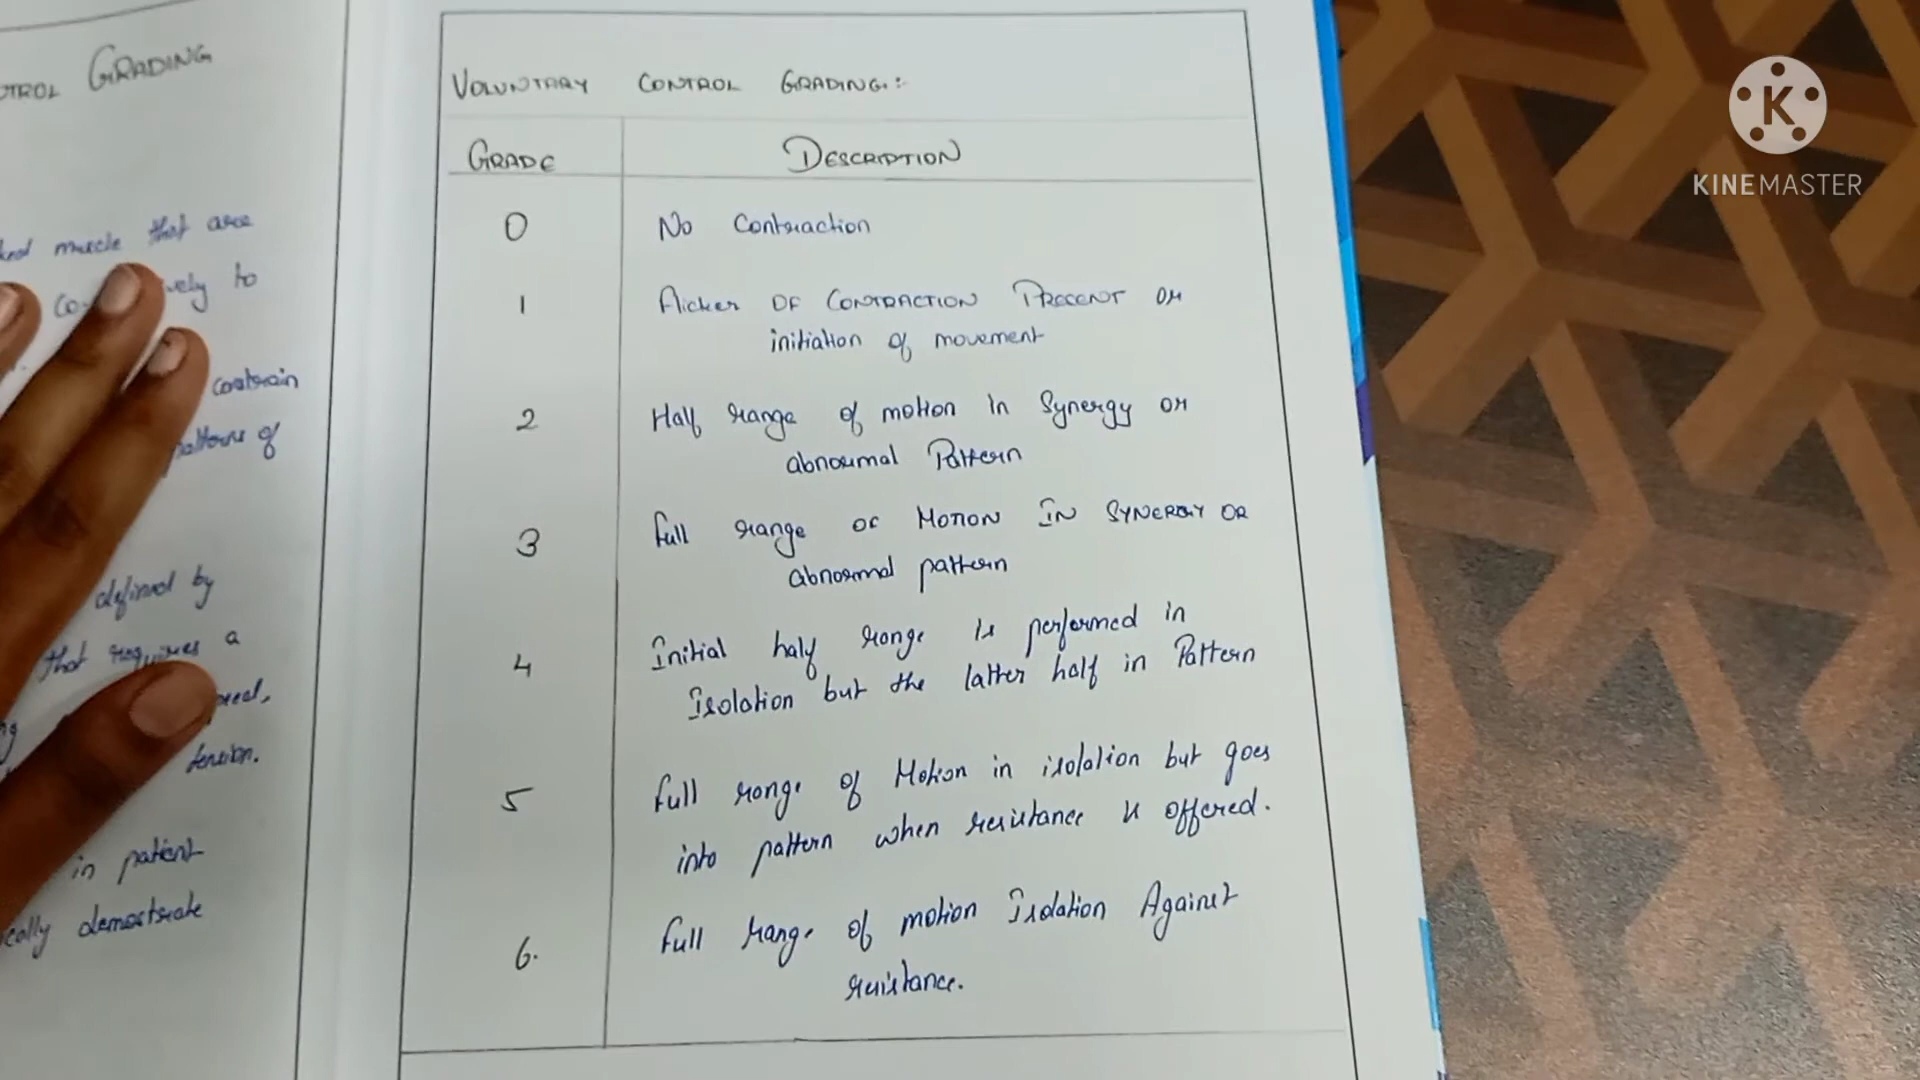 GRADING
muscle that are
to
constrain
of
defined by
that requires a
tension.
in patient
VOLUNTARY CONTROL GRADING:-
GRADE DESCRIPTION
0 No Contraction
1 Flicker OF CONTRACTION PRESENT OR
initiation of movement
2 Half range of motion in Synergy or
abnormal Pattern
3 full range OF MOTION IN SYNERGY OR
abnormal pattern
4 Initial half range is performed in
Isolation but the latter half in Pattern
5 full range of Motion in isolation but goes
into pattern when resistance is offered.
6. full range of motion Isolation Against
resistance.
K
KINEMASTER